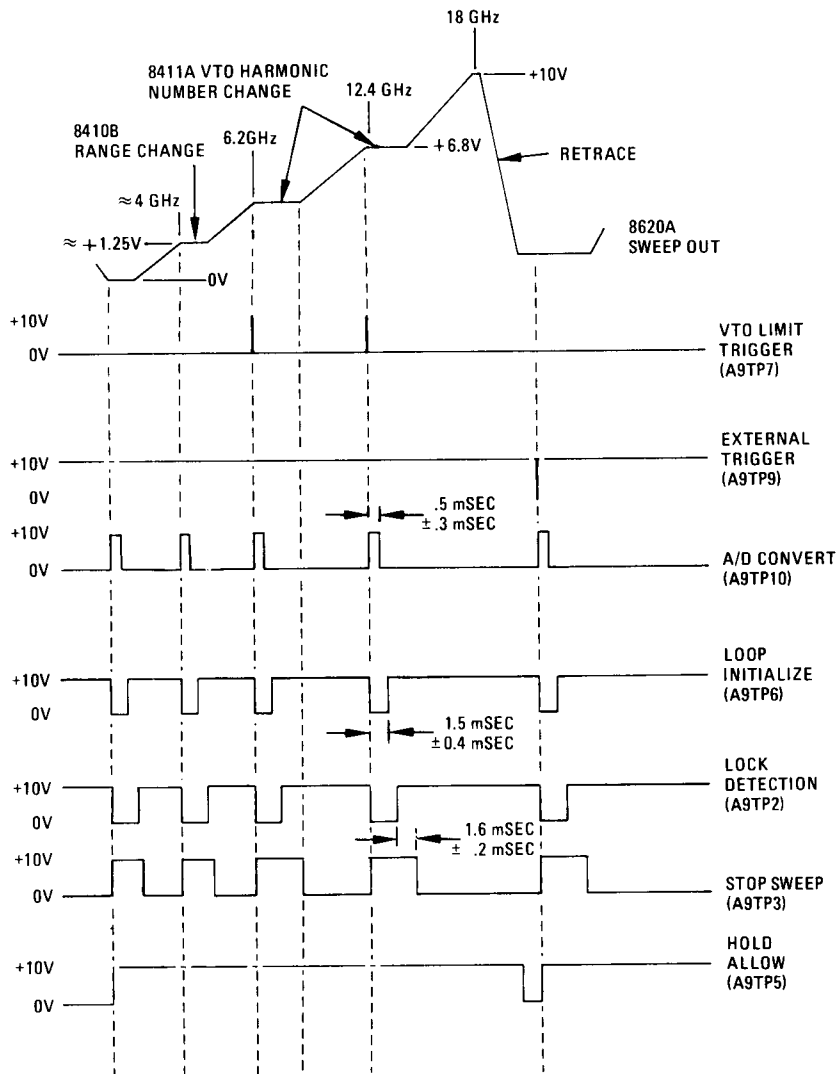 18 GHz
8411A VTO HARMONIC
NUMBER CHANGE
12.4 GHz
+10V
8410B
RANGE CHANGE
6.2GHz
+6.8V
RETRACE
≈4 GHz
≈ +1.25V
0V
8620A
SWEEP OUT
+10V
0V
VTO LIMIT
TRIGGER
(A9TP7)
+10V
0V
EXTERNAL
TRIGGER
(A9TP9)
.5 mSEC
± .3 mSEC
+10V
0V
A/D CONVERT
(A9TP10)
+10V
0V
LOOP
INITIALIZE
(A9TP6)
1.5 mSEC
± 0.4 mSEC
+10V
0V
LOCK
DETECTION
(A9TP2)
1.6 mSEC
± .2 mSEC
+10V
0V
STOP SWEEP
(A9TP3)
+10V
0V
HOLD
ALLOW
(A9TP5)